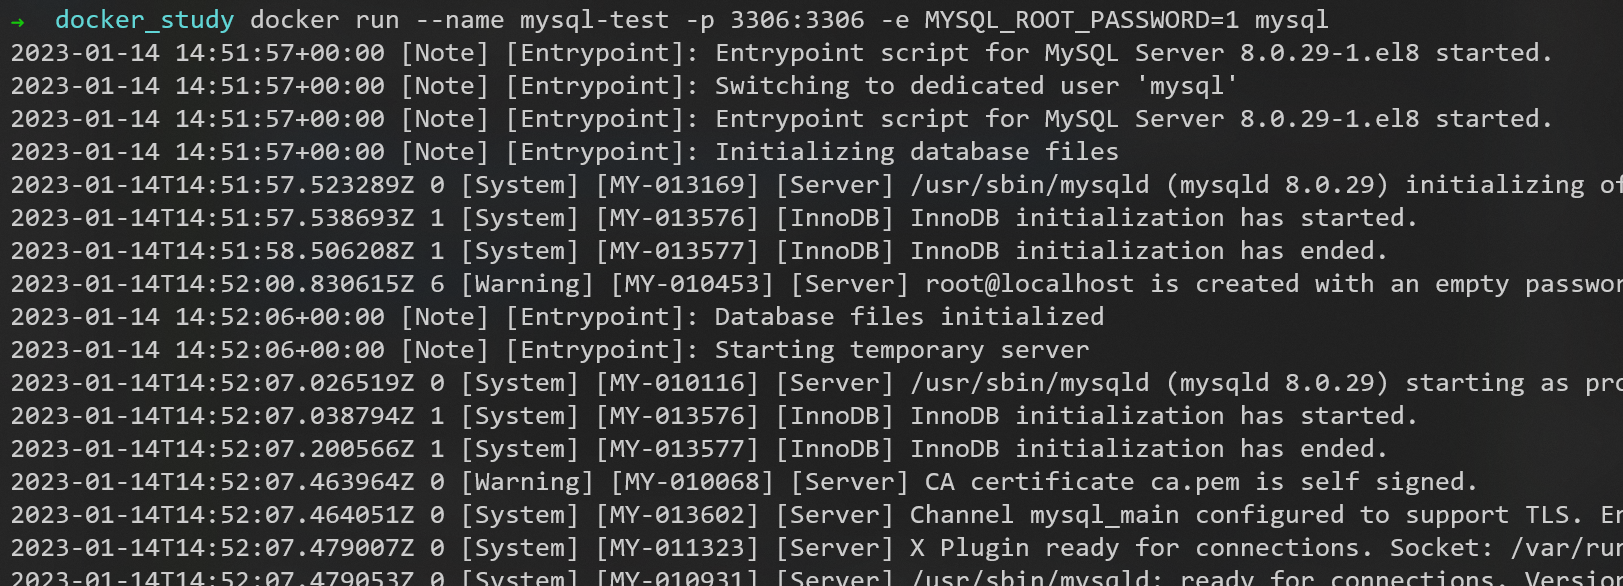 → docker_study docker run --name mysql-test -p 3306:3306 -e MYSQL_ROOT_PASSWORD=1 mysql
2023-01-14 14:51:57+00:00 [Note] [Entrypoint]: Entrypoint script for MySQL Server 8.0.29-1.el8 started.
2023-01-14 14:51:57+00:00 [Note] [Entrypoint]: Switching to dedicated user 'mysql'
2023-01-14 14:51:57+00:00 [Note] [Entrypoint]: Entrypoint script for MySQL Server 8.0.29-1.el8 started.
2023-01-14 14:51:57+00:00 [Note] [Entrypoint]: Initializing database files
2023-01-14T14:51:57.523289Z 0 [System] [MY-013169] [Server] /usr/sbin/mysqld (mysqld 8.0.29) initializing of
2023-01-14T14:51:57.538693Z 1 [System] [MY-013576] [InnoDB] InnoDB initialization has started.
2023-01-14T14:51:58.506208Z 1 [System] [MY-013577] [InnoDB] InnoDB initialization has ended.
2023-01-14T14:52:00.830615Z 6 [Warning] [MY-010453] [Server] root@localhost is created with an empty passwor
2023-01-14 14:52:06+00:00 [Note] [Entrypoint]: Database files initialized
2023-01-14 14:52:06+00:00 [Note] [Entrypoint]: Starting temporary server
2023-01-14T14:52:07.026519Z 0 [System] [MY-010116] [Server] /usr/sbin/mysqld (mysqld 8.0.29) starting as pro
2023-01-14T14:52:07.038794Z 1 [System] [MY-013576] [InnoDB] InnoDB initialization has started.
2023-01-14T14:52:07.200566Z 1 [System] [MY-013577] [InnoDB] InnoDB initialization has ended.
2023-01-14T14:52:07.463964Z 0 [Warning] [MY-010068] [Server] CA certificate ca.pem is self signed.
2023-01-14T14:52:07.464051Z 0 [System] [MY-013602] [Server] Channel mysql_main configured to support TLS. En
2023-01-14T14:52:07.479007Z 0 [System] [MY-011323] [Server] X Plugin ready for connections. Socket: /var/run
2023-01-14T14:52:07.479053Z 0 [System] [MY-010931] [Server] /usr/sbin/mysqld: ready for connections. Version